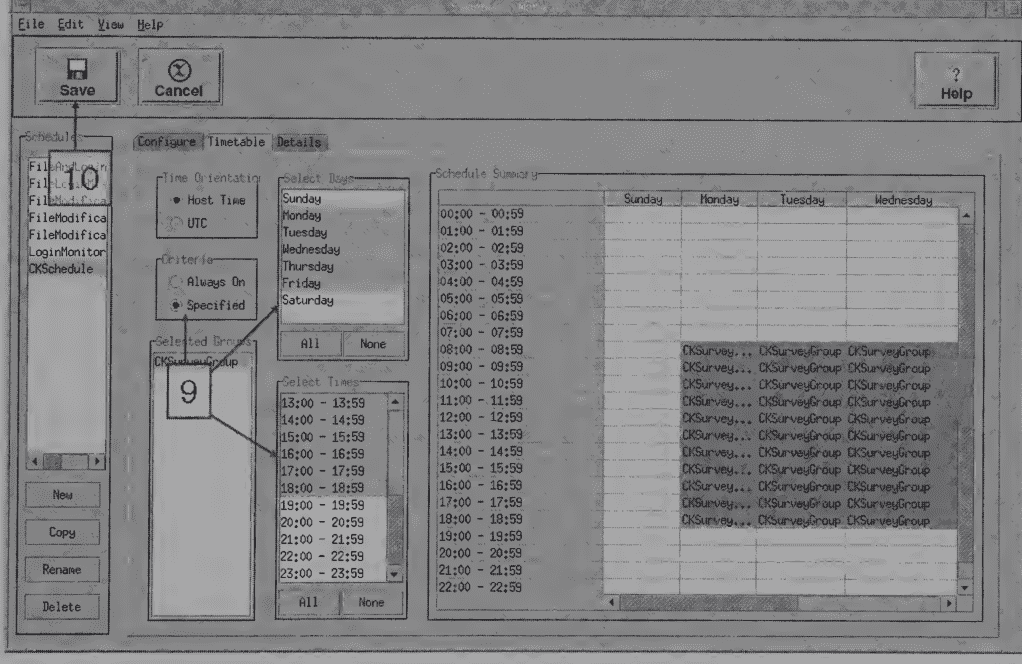 File Edit View Help
Save
Cancel
?
Help
Schedules
FileModifica
FileModifica
LoginMonitor
CKSchedule
10
New
Copy
Rename
Delete
Configure Timetable Details
Time Orientatio
Host Time
UTC
Criteria
Always On
Specified
Selected Groups
CKSurveyGroup
9
Select Days
Sunday
Monday
Tuesday
Wednesday
Thursday
Friday
Saturday
All None
Select Times
13:00 - 13:59
14:00 - 14:59
15:00 - 15:59
16:00 - 16:59
17:00 - 17:59
18:00 - 18:59
19:00 - 19:59
20:00 - 20:59
21:00 - 21:59
22:00 - 22:59
23:00 - 23:59
All None
Schedule Summary
Sunday Monday Tuesday Wednesday
00:00 - 00:59
01:00 - 01:59
02:00 - 02:59
03:00 - 03:59
04:00 - 04:59
05:00 - 05:59
06:00 - 06:59
07:00 - 07:59
08:00 - 08:59 CKSurvey... CKSurveyGroup CKSurveyGroup
09:00 - 09:59 CKSurvey... CKSurveyGroup CKSurveyGroup
10:00 - 10:59 CKSurvey... CKSurveyGroup CKSurveyGroup
11:00 - 11:59 CKSurvey... CKSurveyGroup CKSurveyGroup
12:00 - 12:59 CKSurvey... CKSurveyGroup CKSurveyGroup
13:00 - 13:59 CKSurvey... CKSurveyGroup CKSurveyGroup
14:00 - 14:59 CKSurvey... CKSurveyGroup CKSurveyGroup
15:00 - 15:59 CKSurvey... CKSurveyGroup CKSurveyGroup
16:00 - 16:59 CKSurvey... CKSurveyGroup CKSurveyGroup
17:00 - 17:59 CKSurvey... CKSurveyGroup CKSurveyGroup
18:00 - 18:59 CKSurvey... CKSurveyGroup CKSurveyGroup
19:00 - 19:59
20:00 - 20:59
21:00 - 21:59
22:00 - 22:59